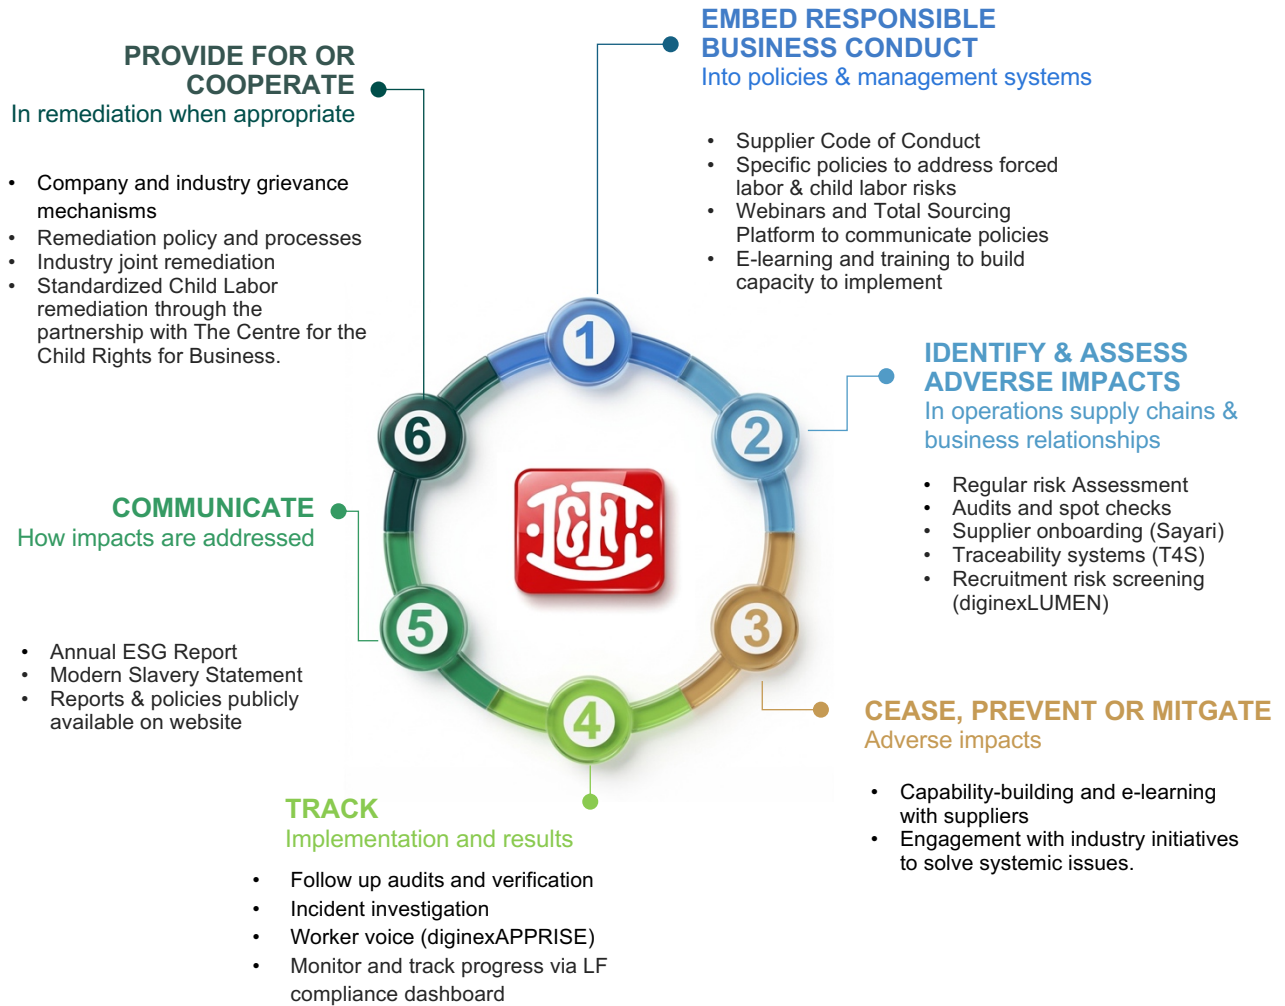 EMBED RESPONSIBLE
BUSINESS CONDUCT
Into policies & management systems
• Supplier Code of Conduct
• Specific policies to address forced
labor & child labor risks
• Webinars and Total Sourcing
Platform to communicate policies
• E-learning and training to build
capacity to implement
1
IDENTIFY & ASSESS
ADVERSE IMPACTS
In operations supply chains &
business relationships
• Regular risk Assessment
• Audits and spot checks
• Supplier onboarding (Sayari)
• Traceability systems (T4S)
• Recruitment risk screening
(diginexLUMEN)
2
CEASE, PREVENT OR MITGATE
Adverse impacts
• Capability-building and e-learning
with suppliers
• Engagement with industry initiatives
to solve systemic issues.
3
TRACK
Implementation and results
• Follow up audits and verification
• Incident investigation
• Worker voice (diginexAPPRISE)
• Monitor and track progress via LF
compliance dashboard
4
COMMUNICATE
How impacts are addressed
• Annual ESG Report
• Modern Slavery Statement
• Reports & policies publicly
available on website
5
PROVIDE FOR OR
COOPERATE
In remediation when appropriate
• Company and industry grievance
mechanisms
• Remediation policy and processes
• Industry joint remediation
• Standardized Child Labor
remediation through the
partnership with The Centre for the
Child Rights for Business.
6